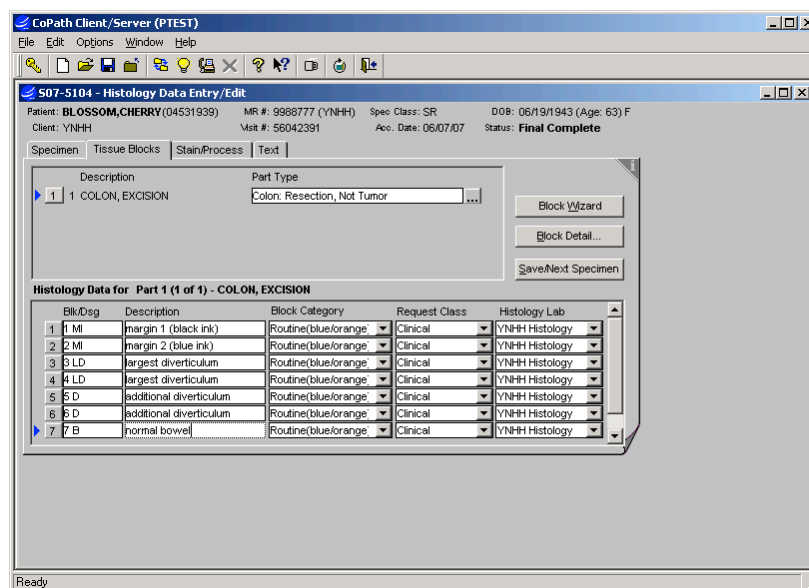 CoPath Client/Server (PTEST)
File Edit Options Window Help
S07-5104 - Histology Data Entry/Edit
Patient: BLOSSOM,CHERRY(04531939) MR #: 9988777 (YNHH) Spec Class: SR DOB: 06/19/1943 (Age: 63) F
Client: YNHH Visit #: 56042391 Acc. Date: 06/07/07 Status: Final Complete
Specimen Tissue Blocks Stain/Process Text
Description Part Type
1 1 COLON, EXCISION Colon: Resection, Not Tumor ...
Block Wizard
Block Detail...
Save/Next Specimen
Histology Data for Part 1 (1 of 1) - COLON, EXCISION
Blk/Dsg Description Block Category Request Class Histology Lab
1 1 MI margin 1 (black ink) Routine(blue/orange) Clinical YNHH Histology
2 2 MI margin 2 (blue ink) Routine(blue/orange) Clinical YNHH Histology
3 3 LD largest diverticulum Routine(blue/orange) Clinical YNHH Histology
4 4 LD largest diverticulum Routine(blue/orange) Clinical YNHH Histology
5 5 D additional diverticulum Routine(blue/orange) Clinical YNHH Histology
6 6 D additional diverticulum Routine(blue/orange) Clinical YNHH Histology
7 7 B normal bowel Routine(blue/orange) Clinical YNHH Histology
Ready